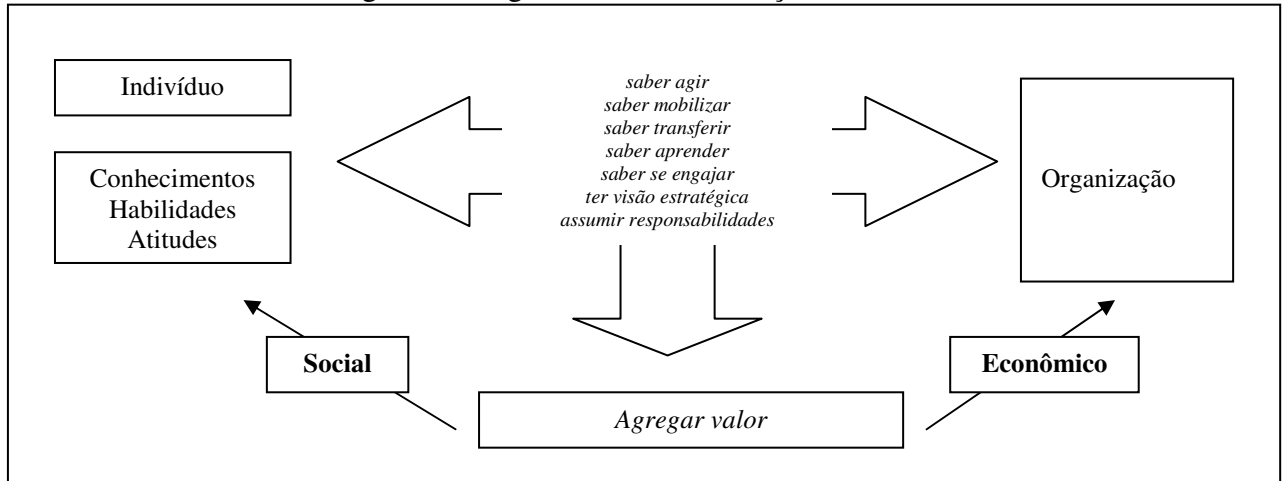 Indivíduo
Conhecimentos
Habilidades
Atitudes
saber agir
saber mobilizar
saber transferir
saber aprender
saber se engajar
ter visão estratégica
assumir responsabilidades
Organização
Social
Econômico
Agregar valor